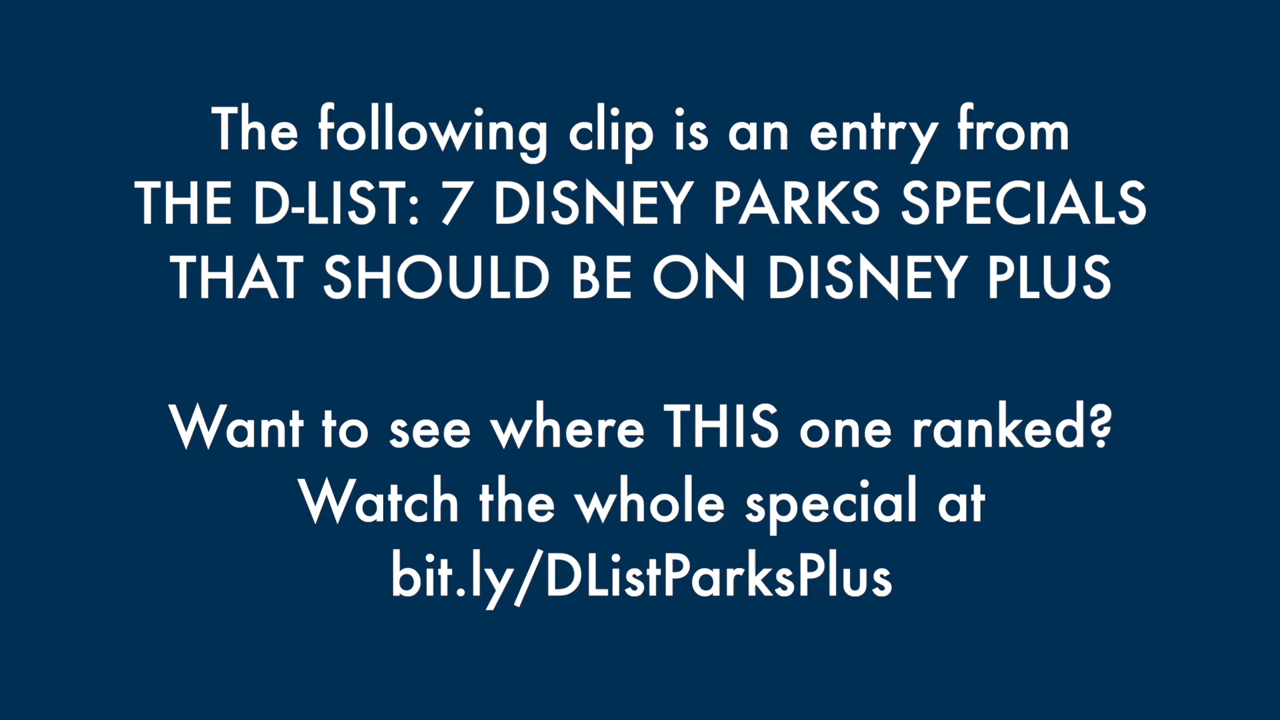 The following clip is an entry from
THE D-LIST: 7 DISNEY PARKS SPECIALS
THAT SHOULD BE ON DISNEY PLUS
Want to see where THIS one ranked?
Watch the whole special at
bit.ly/DListParksPlus